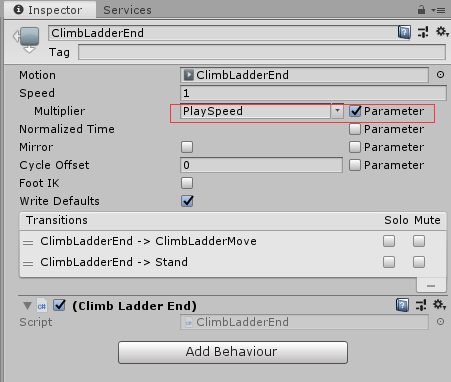 Inspector Services
ClimbLadderEnd
Tag
Motion ClimbLadderEnd
Speed 1
Multiplier PlaySpeed Parameter
Normalized Time Parameter
Mirror Parameter
Cycle Offset 0 Parameter
Foot IK
Write Defaults
Transitions Solo Mute
ClimbLadderEnd -> ClimbLadderMove
ClimbLadderEnd -> Stand
(Climb Ladder End)
Script ClimbLadderEnd
Add Behaviour